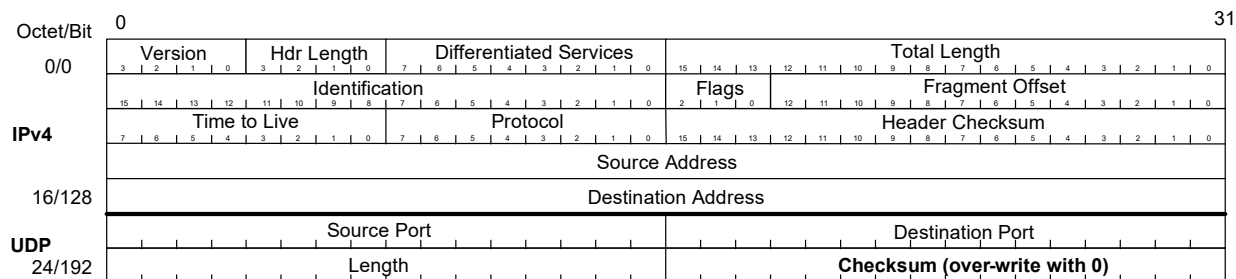 Octet/Bit 0 31
Version Hdr Length Differentiated Services Total Length
0/0 3 2 1 0 3 2 1 0 7 6 5 4 3 2 1 0 15 14 13 12 11 10 9 8 7 6 5 4 3 2 1 0
Identification Flags Fragment Offset
15 14 13 12 11 10 9 8 7 6 5 4 3 2 1 0 2 1 0 12 11 10 9 8 7 6 5 4 3 2 1 0
IPv4 Time to Live Protocol Header Checksum
7 6 5 4 3 2 1 0 7 6 5 4 3 2 1 0 15 14 13 12 11 10 9 8 7 6 5 4 3 2 1 0
Source Address
16/128 Destination Address
UDP Source Port Destination Port
24/192 Length Checksum (over-write with 0)